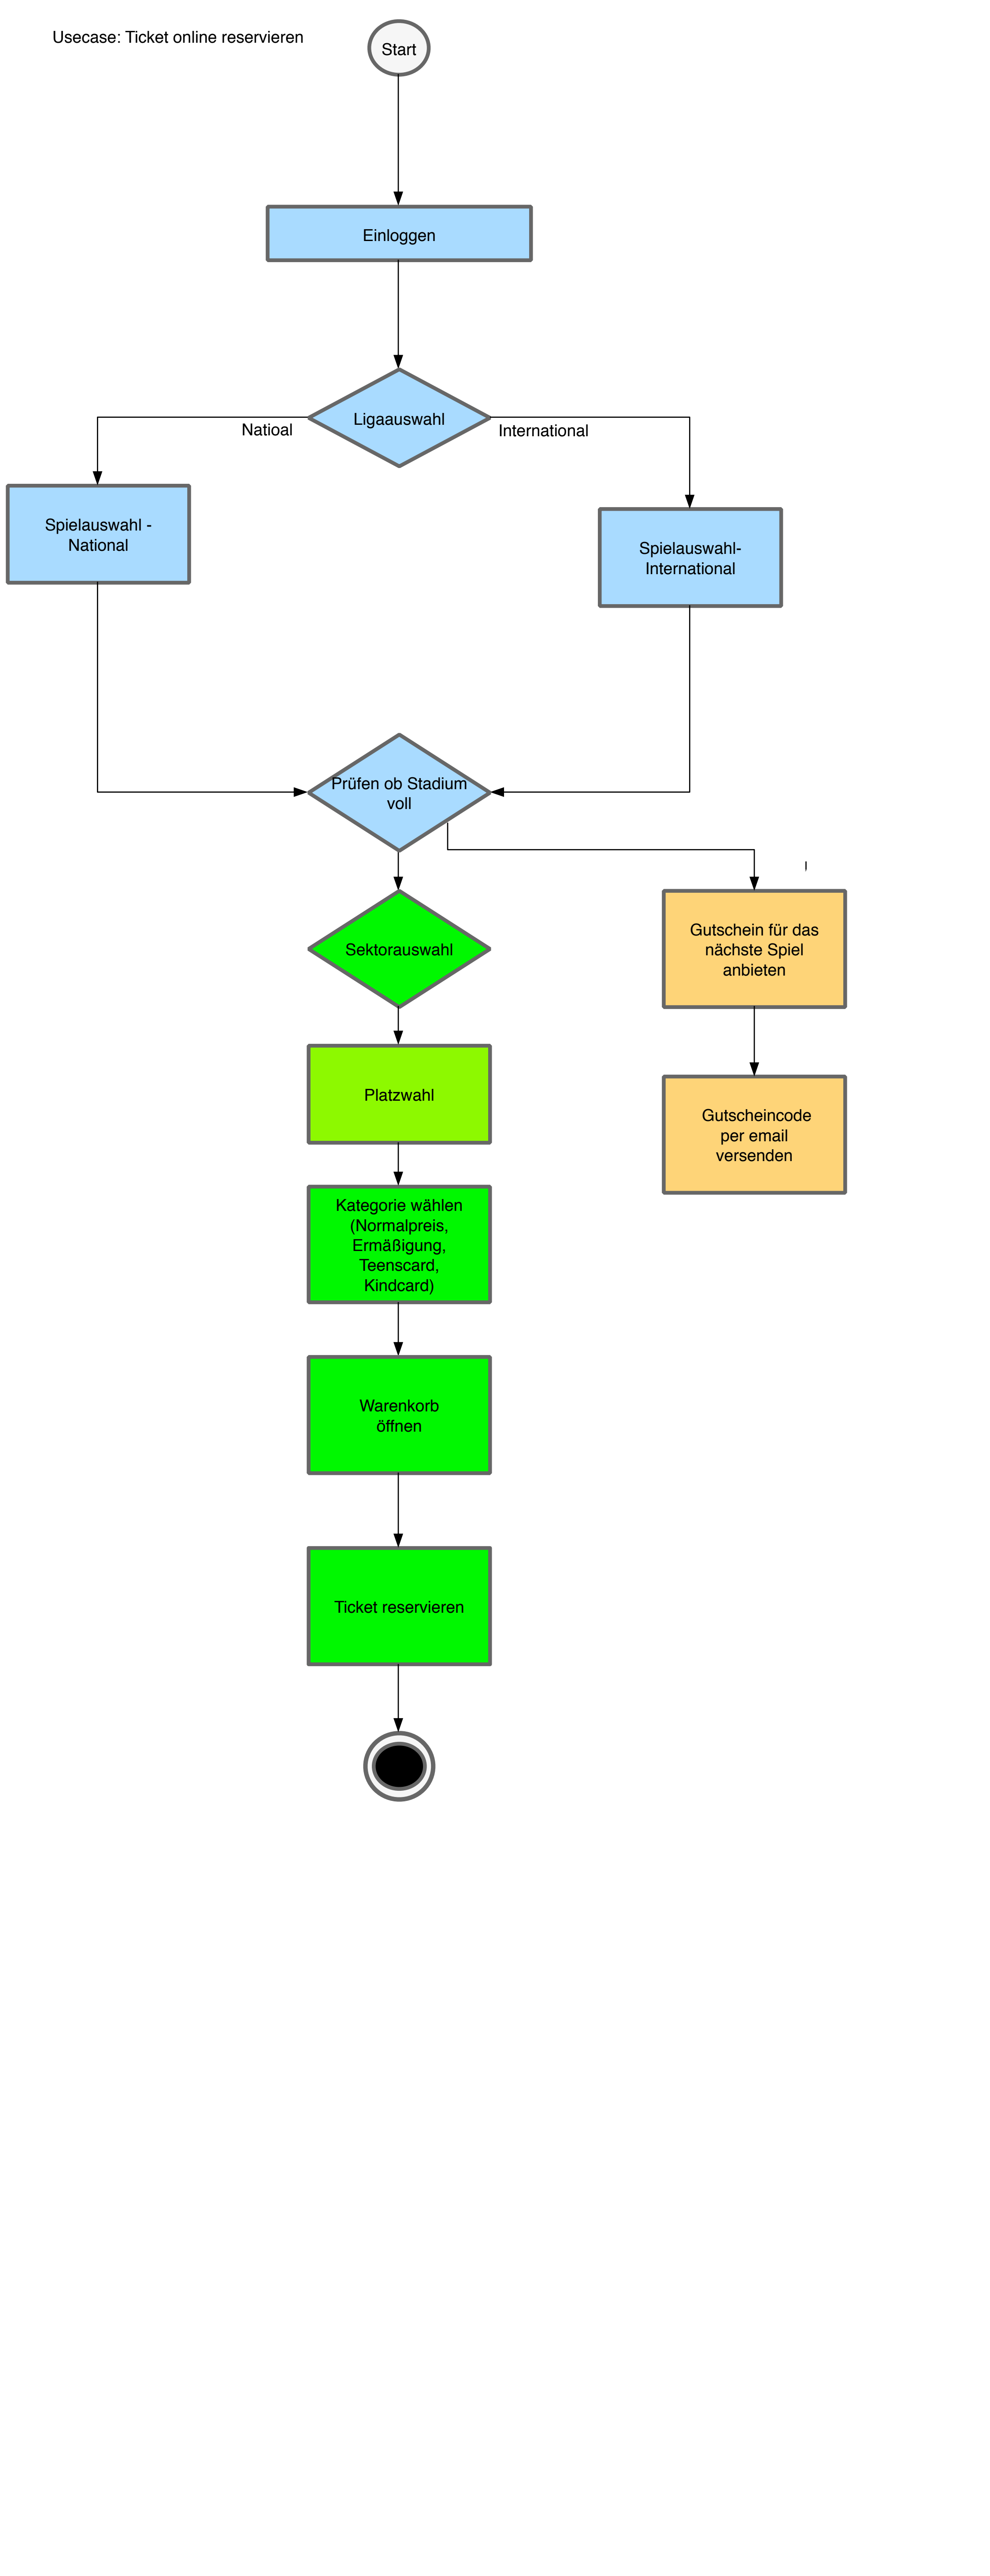 Usecase: Ticket online reservieren
Start
Einloggen
Ligaauswahl
Natioal
International
Spielauswahl -
National
Spielauswahl-
International
Prüfen ob Stadium
voll
Sektorauswahl
Gutschein für das
nächste Spiel
anbieten
Platzwahl
Gutscheincode
per email
versenden
Kategorie wählen
(Normalpreis,
Ermäßigung,
Teenscard,
Kindcard)
Warenkorb
öffnen
Ticket reservieren